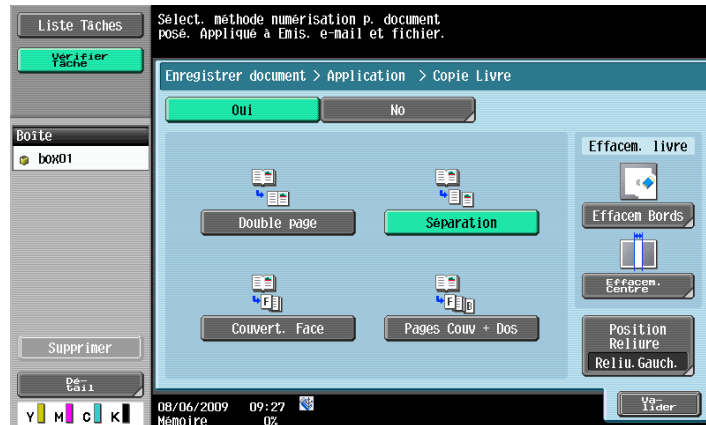 Liste Tâches
Vérifier
Tâche
Sélect. méthode numérisation p. document
posé. Appliqué à Emis. e-mail et fichier.
Enregistrer document > Application > Copie Livre
Oui
No
Boîte
box01
Effacem. livre
Double page
Séparation
Effacem Bords
Effacem.
Centre
Couvert. Face
Pages Couv + Dos
Position
Reliure
Reliu.Gauch.
Supprimer
Dé-
tail
Va-
lider
Y M C K
08/06/2009 09:27
Mémoire 0%